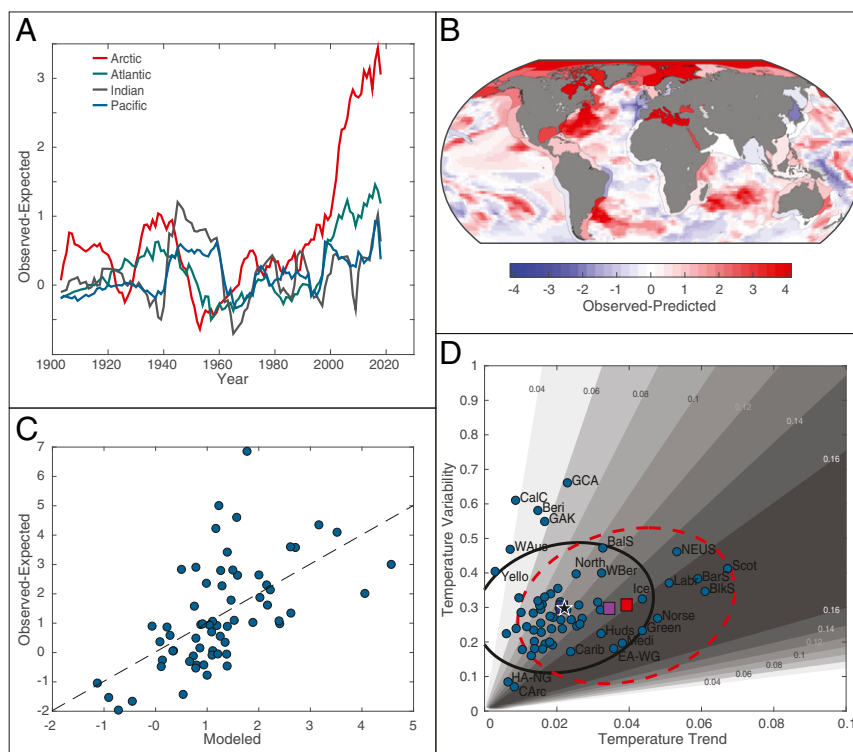 A
Observed-Expected
3
2
1
0
Arctic
Atlantic
Indian
Pacific
1900 1920 1940 1960 1980 2000 2020
Year
B
-4 -3 -2 -1 0 1 2 3 4
Observed-Predicted
C
Observed-Expected
7
6
5
4
3
2
1
0
-1
-2
-2 -1 -0 1 2 3 4 5
Modeled
D
Temperature Variability
1
0.9
0.8
0.7
0.6
0.5
0.4
0.3
0.2
0.1
0
0.04 0.06 0.08 0.1 0.12 0.14 0.16
GCA
CalC
Beri
GAK
WAus
BalS
NEUS
Yello
North
WBer
Scot
Labr
BarS
BlkS
Ice
Norse
Huds
Green
Medi
Carib
EA-WG
HA-NG
CArc
0.16
0.14
0.12
0.1
0.08
0.06
0.04
0 0.02 0.04 0.06 0.08 0.1
Temperature Trend